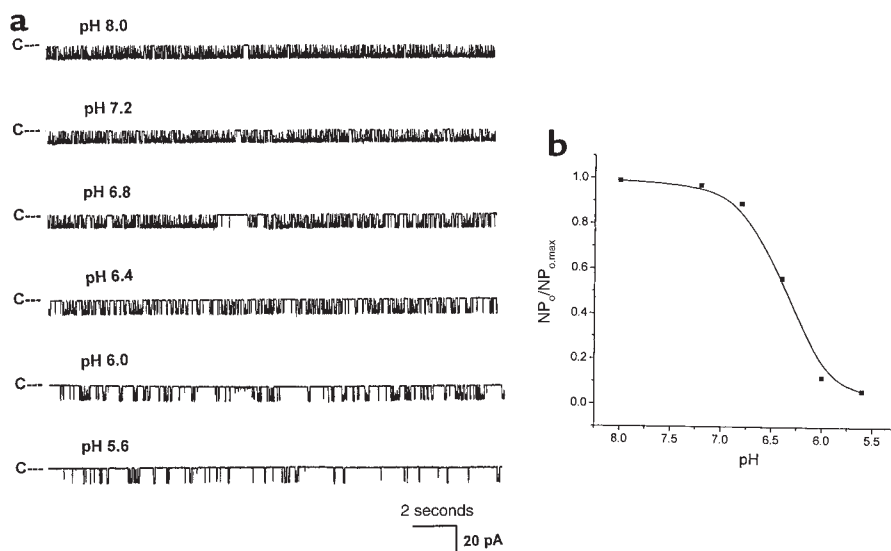 a
pH 8.0
C---
pH 7.2
C---
pH 6.8
C---
pH 6.4
C---
pH 6.0
C---
pH 5.6
C---
2 seconds
20 pA
b
1.0
0.8
0.6
0.4
0.2
0.0
NPo/NPo,max
8.0 7.5 7.0 6.5 6.0 5.5
pH